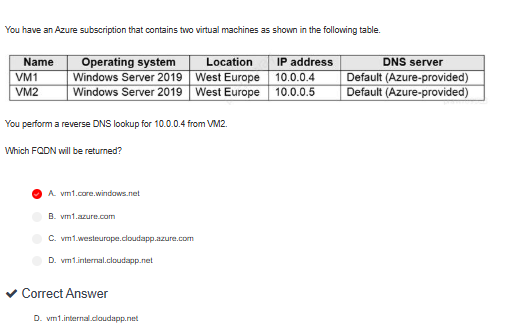 You have an Azure subscription that contains two virtual machines as shown in the following table.
Name Operating system Location IP address DNS server
VM1 Windows Server 2019 West Europe 10.0.0.4 Default (Azure-provided)
VM2 Windows Server 2019 West Europe 10.0.0.5 Default (Azure-provided)
You perform a reverse DNS lookup for 10.0.0.4 from VM2.
Which FQDN will be returned?
A. vm1.core.windows.net
B. vm1.azure.com
C. vm1.westeurope.cloudapp.azure.com
D. vm1.internal.cloudapp.net
Correct Answer
D. vm1.internal.cloudapp.net